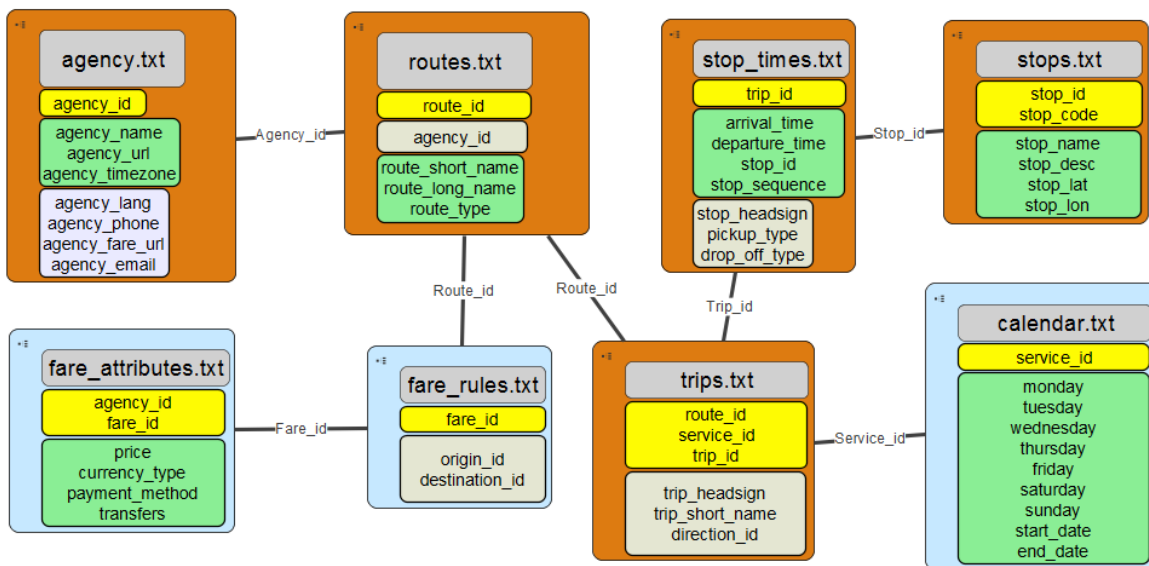 agency.txt
agency_id
agency_name
agency_url
agency_timezone
agency_lang
agency_phone
agency_fare_url
agency_email
Agency_id
routes.txt
route_id
agency_id
route_short_name
route_long_name
route_type
stop_times.txt
trip_id
arrival_time
departure_time
stop_id
stop_sequence
stop_headsign
pickup_type
drop_off_type
Stop_id
stops.txt
stop_id
stop_code
stop_name
stop_desc
stop_lat
stop_lon
Route_id
Route_id
Trip_id
fare_attributes.txt
agency_id
fare_id
price
currency_type
payment_method
transfers
Fare_id
fare_rules.txt
fare_id
origin_id
destination_id
trips.txt
route_id
service_id
trip_id
trip_headsign
trip_short_name
direction_id
Service_id
calendar.txt
service_id
monday
tuesday
wednesday
thursday
friday
saturday
sunday
start_date
end_date